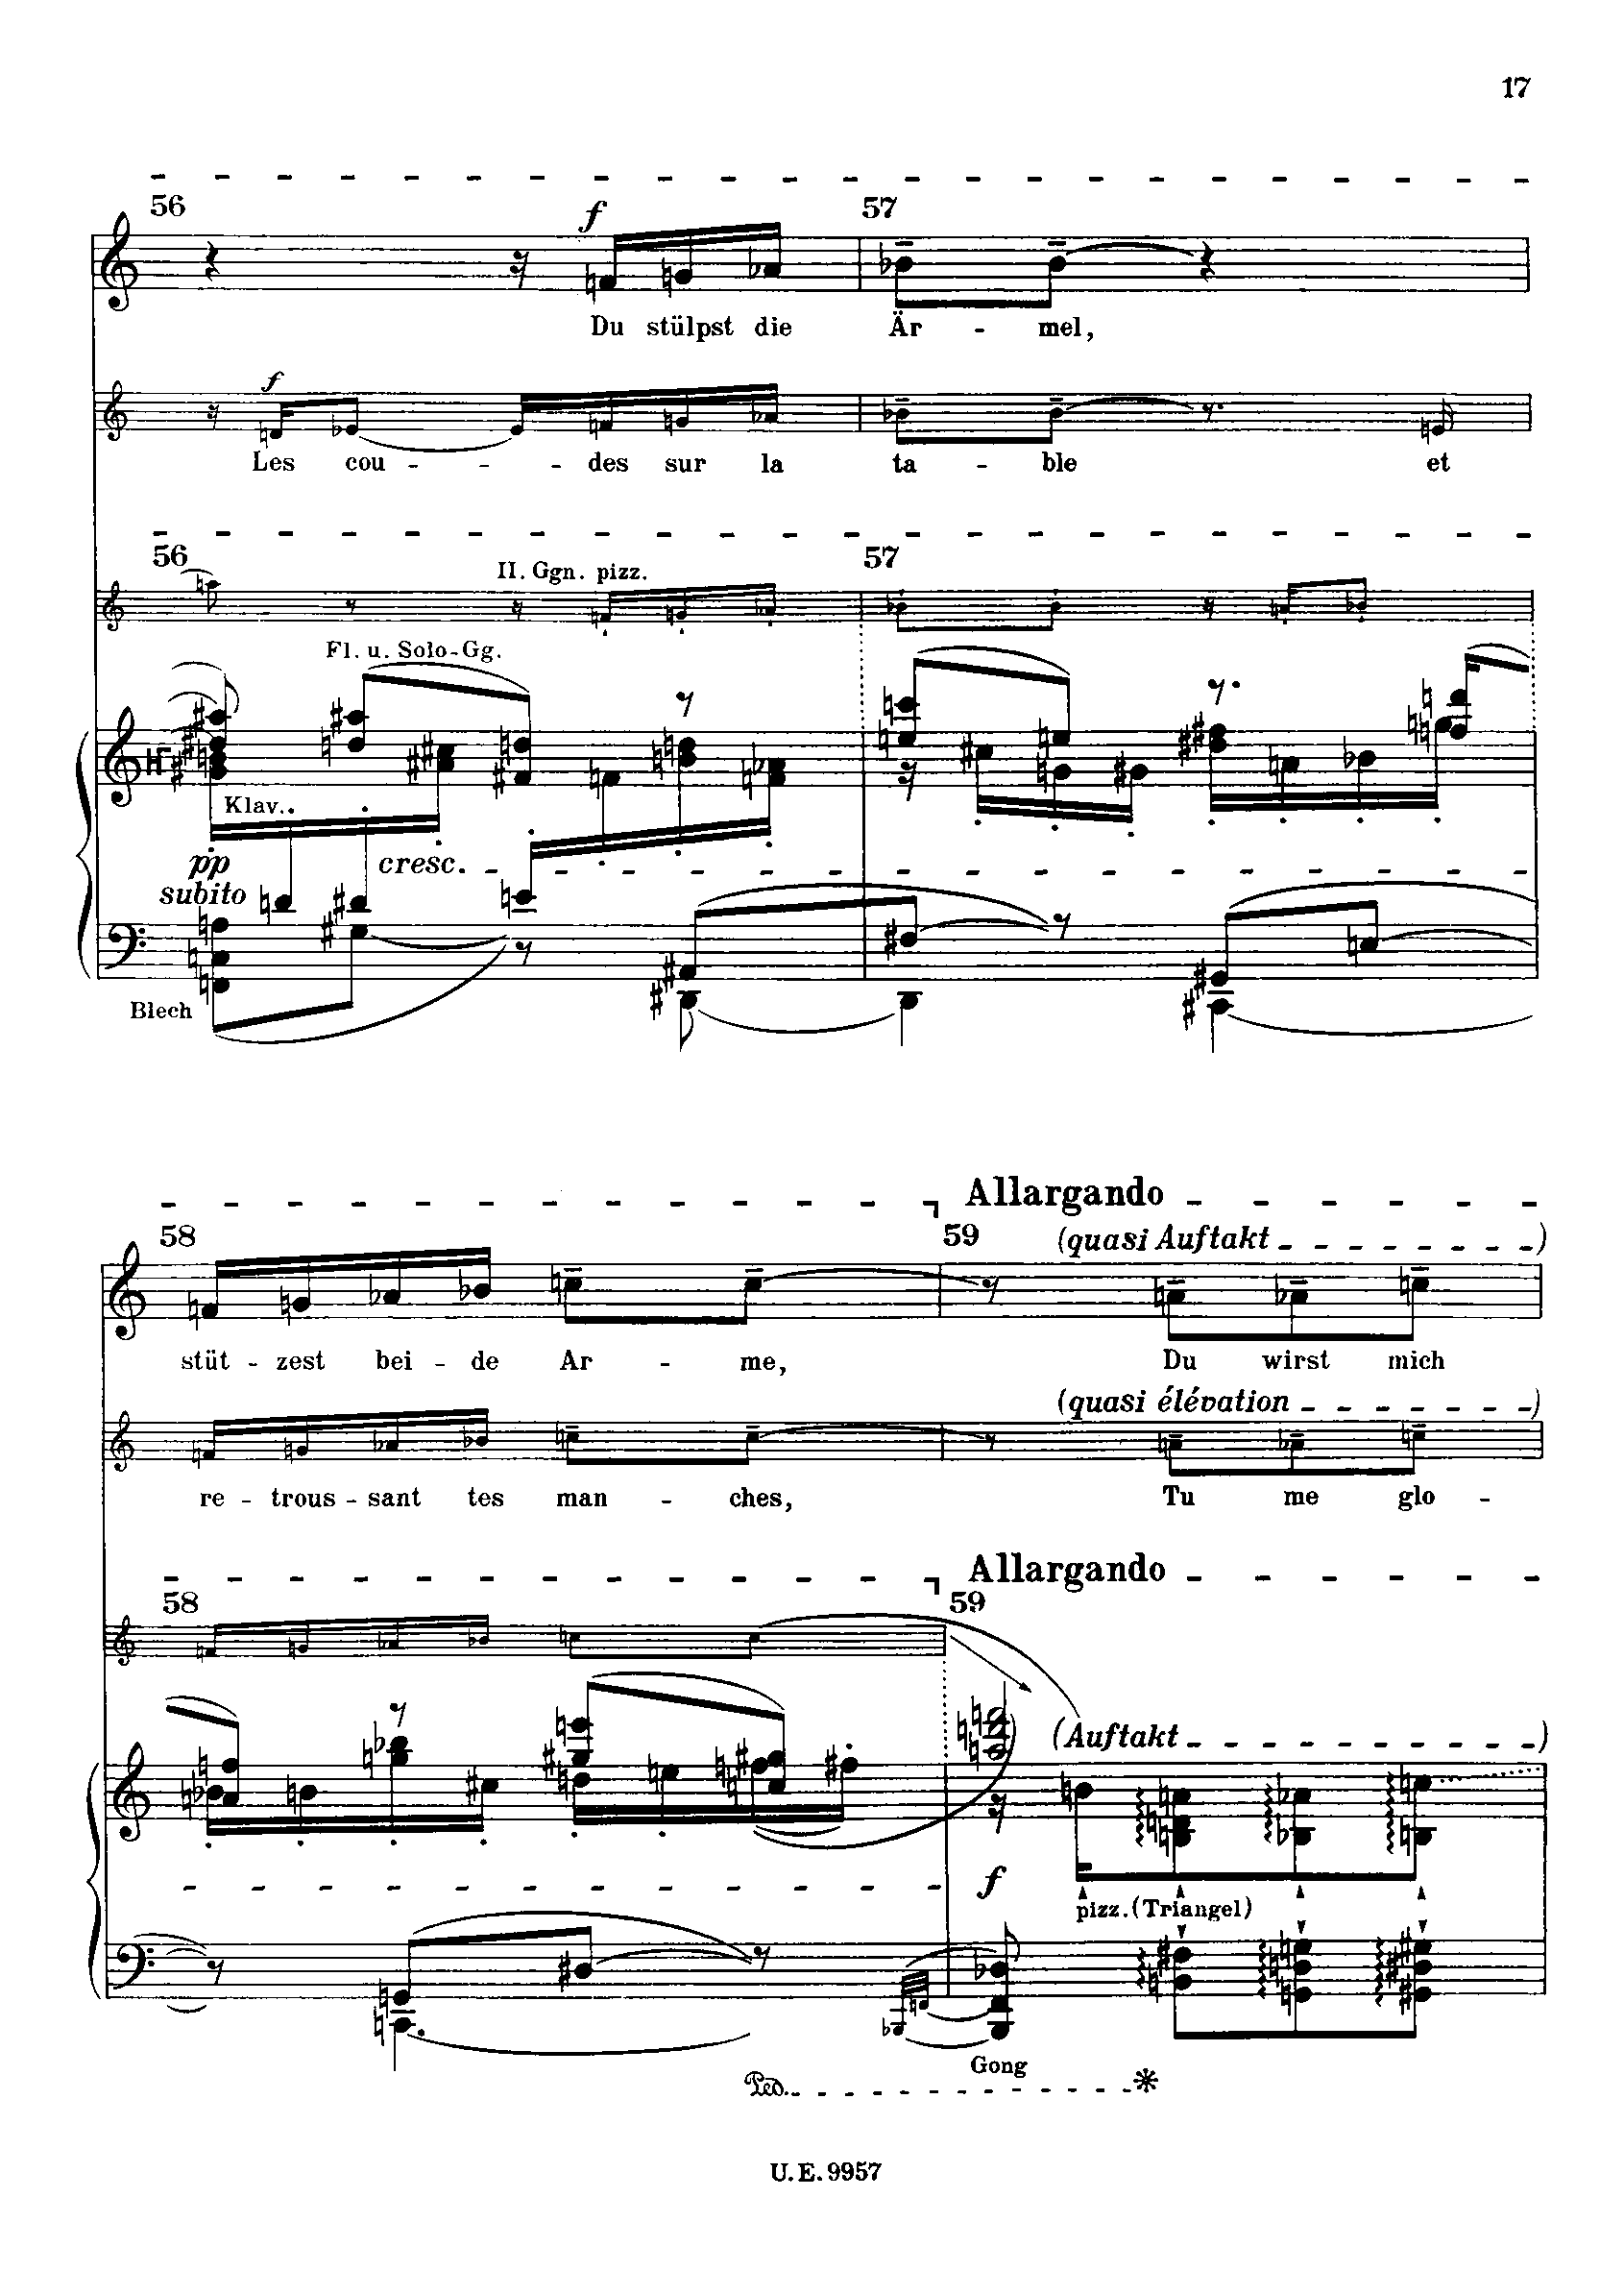 17
56
f
57
Du stülpst die Är - mel,
f
Les cou - - des sur la ta - ble et
56
57
II. Ggn. pizz.
Fl. u. Solo-Gg.
H
Klav.
pp
subito
cresc.
Blech
Allargando
58
59
(quasi Auftakt )
stüt - zest bei - de Ar - me, Du wirst mich
(quasi élévation )
re - trous - sant tes man - ches, Tu me glo -
Allargando
58
59
(Auftakt )
f
pizz. (Triangel)
Gong
Ped. *
U. E. 9957